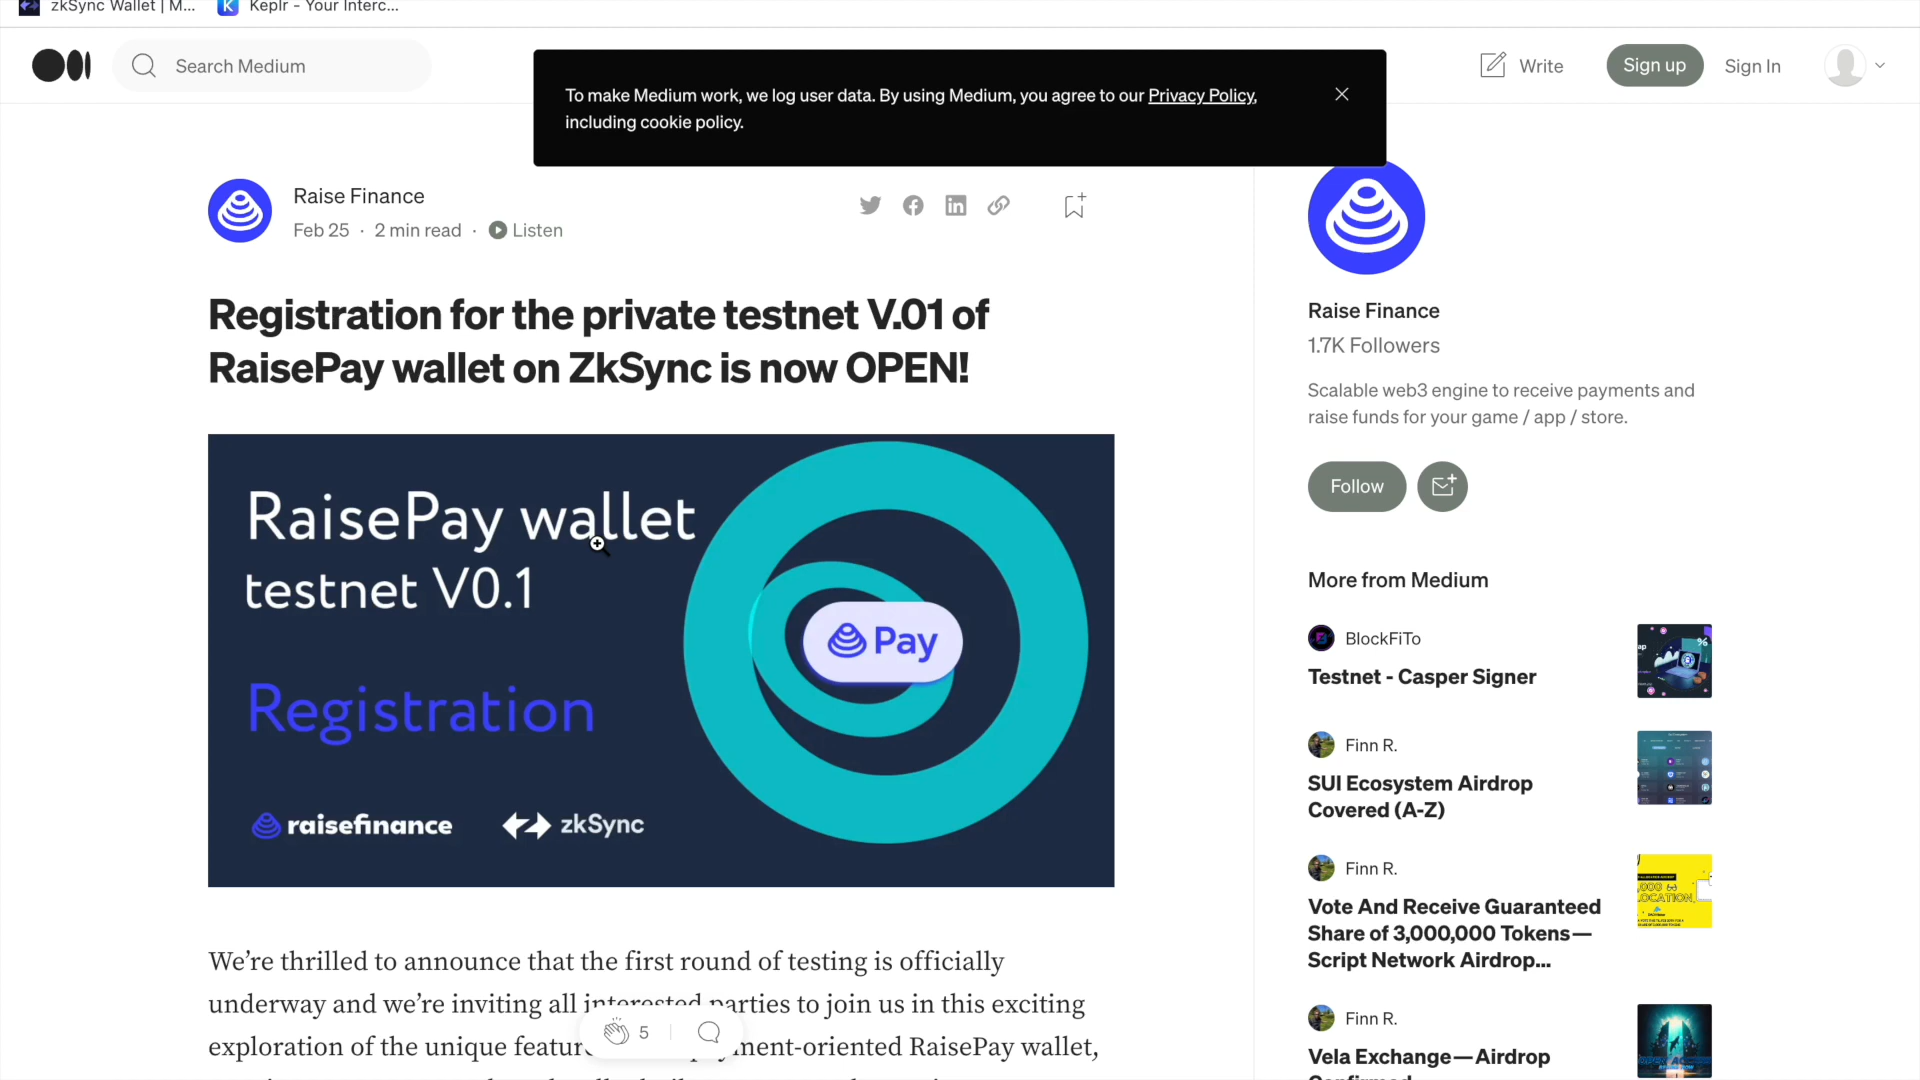 zkSync Wallet | M...
Keplr - Your Interc...
Search Medium
To make Medium work, we log user data. By using Medium, you agree to our Privacy Policy,
including cookie policy.
Write
Sign up
Sign In
Raise Finance
Feb 25 · 2 min read · Listen
Registration for the private testnet V.01 of
RaisePay wallet on ZkSync is now OPEN!
RaisePay wallet
testnet V0.1
Pay
Registration
raisefinance
zkSync
We’re thrilled to announce that the first round of testing is officially
underway and we’re inviting all interested parties to join us in this exciting
exploration of the unique payment-oriented RaisePay wallet,
5
Raise Finance
1.7K Followers
Scalable web3 engine to receive payments and
raise funds for your game / app / store.
Follow
More from Medium
BlockFiTo
Testnet - Casper Signer
Finn R.
SUI Ecosystem Airdrop
Covered (A-Z)
Finn R.
Vote And Receive Guaranteed
Share of 3,000,000 Tokens—
Script Network Airdrop...
Finn R.
Vela Exchange—Airdrop
Confirmed